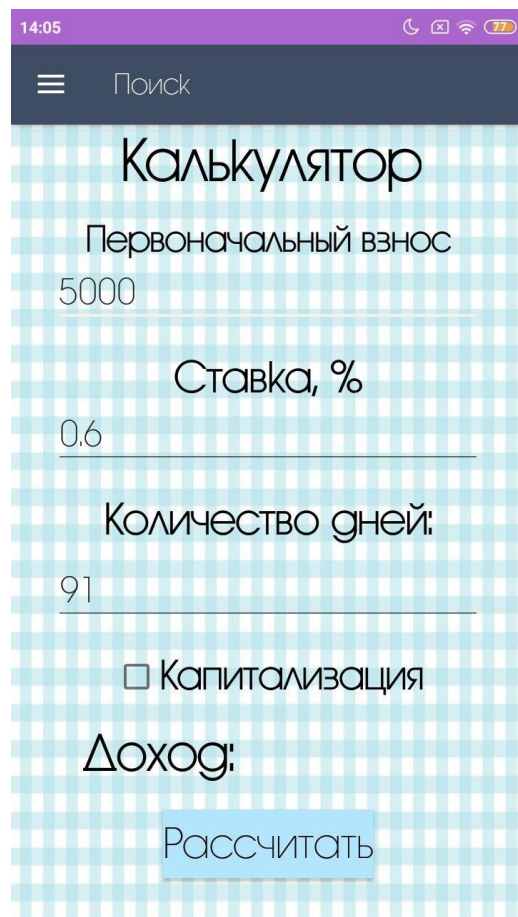 14:05
77
Поиск
Калькулятор
Первоначальный взнос
5000
Ставка, %
0.6
Количество дней:
91
Капитализация
Доход:
Рассчитать